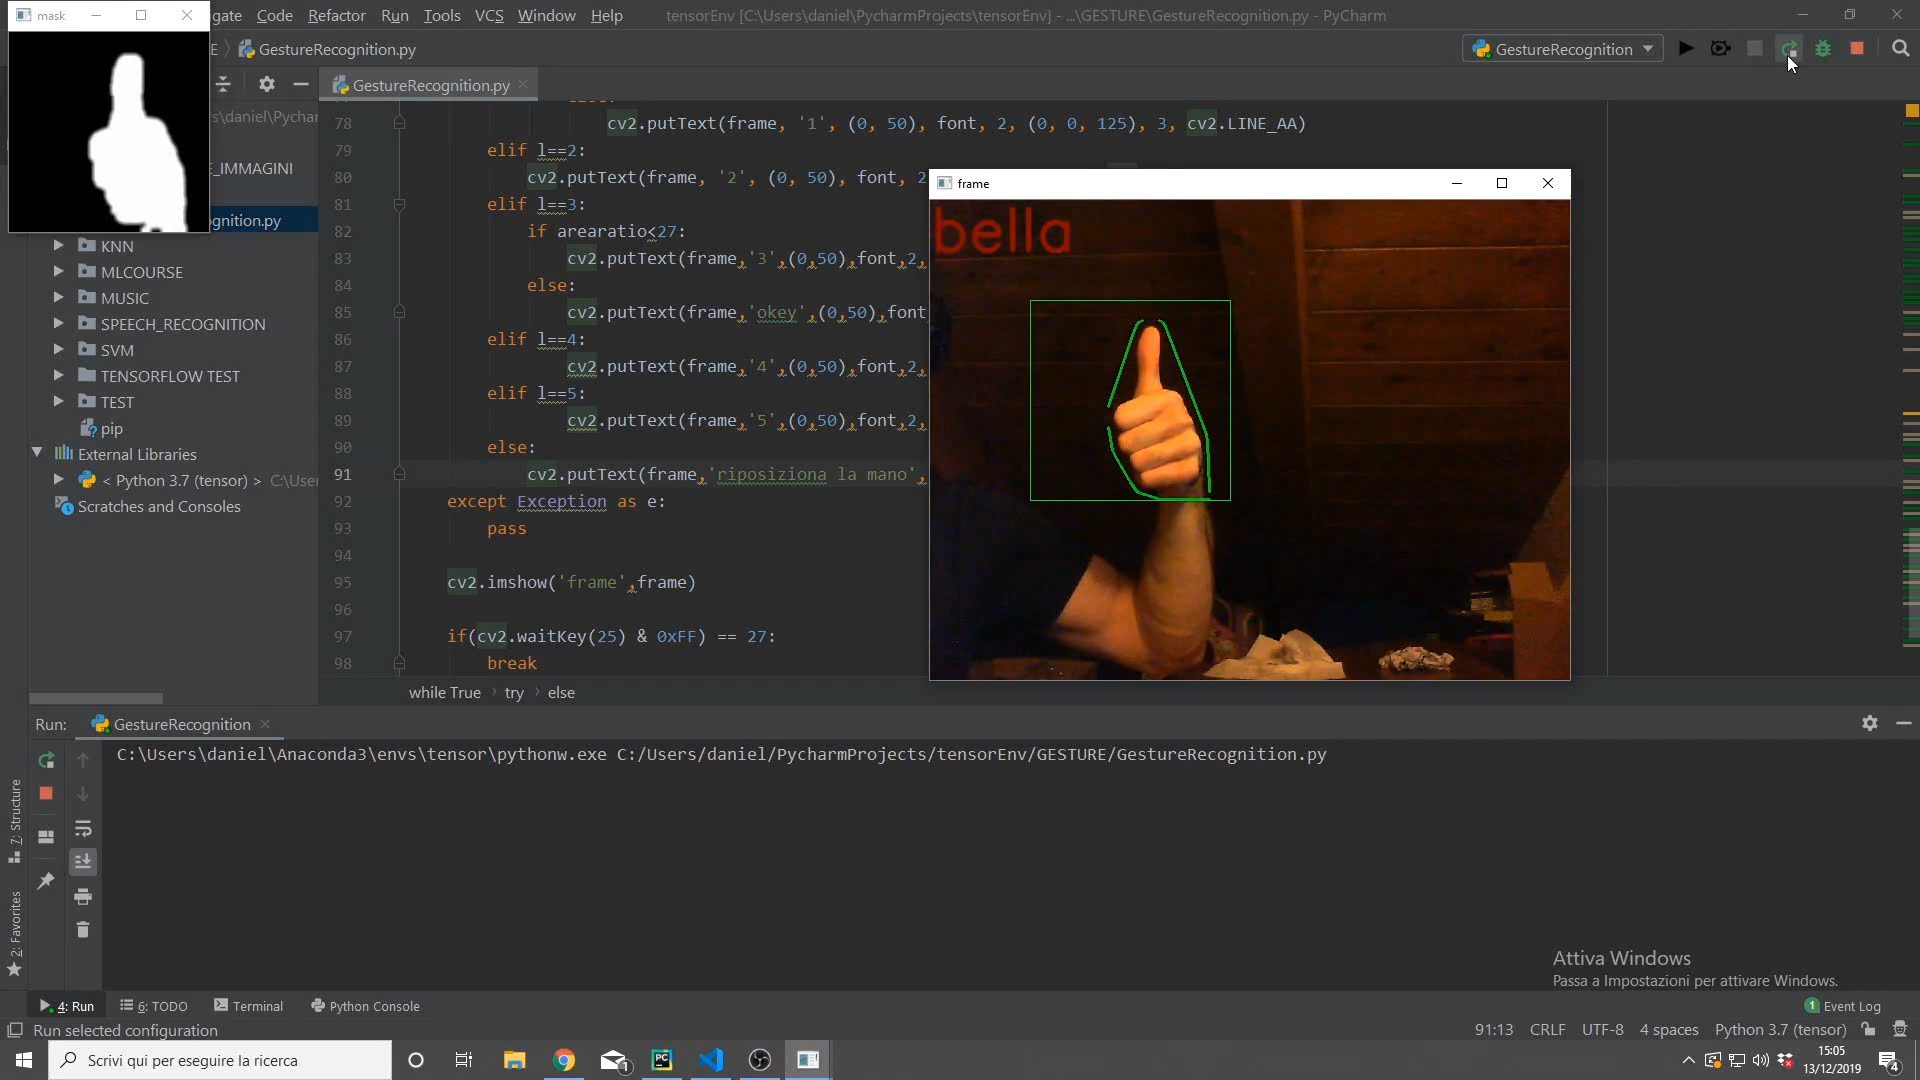 mask
igate Code Refactor Run Tools VCS Window Help
tensorEnv [C:\Users\daniel\PycharmProjects\tensorEnv] - ...\GESTURE\GestureRecognition.py - PyCharm
E GestureRecognition.py
GestureRecognition
GestureRecognition.py
s\daniel\Pychar
E_IMMAGINI
ognition.py
KNN
MLCOURSE
MUSIC
SPEECH_RECOGNITION
SVM
TENSORFLOW TEST
TEST
pip
External Libraries
< Python 3.7 (tensor) > C:\User
Scratches and Consoles
78 cv2.putText(frame, '1', (0, 50), font, 2, (0, 0, 125), 3, cv2.LINE_AA)
79 elif l==2:
80 cv2.putText(frame, '2', (0, 50), font, 2
81 elif l==3:
82 if arearatio<27:
83 cv2.putText(frame,'3',(0,50),font,2,
84 else:
85 cv2.putText(frame,'okey',(0,50),font
86 elif l==4:
87 cv2.putText(frame,'4',(0,50),font,2,
88 elif l==5:
89 cv2.putText(frame,'5',(0,50),font,2,
90 else:
91 cv2.putText(frame,'riposiziona la mano',
92 except Exception as e:
93 pass
94
95 cv2.imshow('frame',frame)
96
97 if(cv2.waitKey(25) & 0xFF) == 27:
98 break
while True › try › else
frame
bella
Run: GestureRecognition
C:\Users\daniel\Anaconda3\envs\tensor\pythonw.exe C:/Users/daniel/PycharmProjects/tensorEnv/GESTURE/GestureRecognition.py
7: Structure
2: Favorites
Attiva Windows
Passa a Impostazioni per attivare Windows.
4: Run 6: TODO Terminal Python Console
1 Event Log
Run selected configuration
91:13 CRLF UTF-8 4 spaces Python 3.7 (tensor)
Scrivi qui per eseguire la ricerca
1
PC
15:05
13/12/2019
4